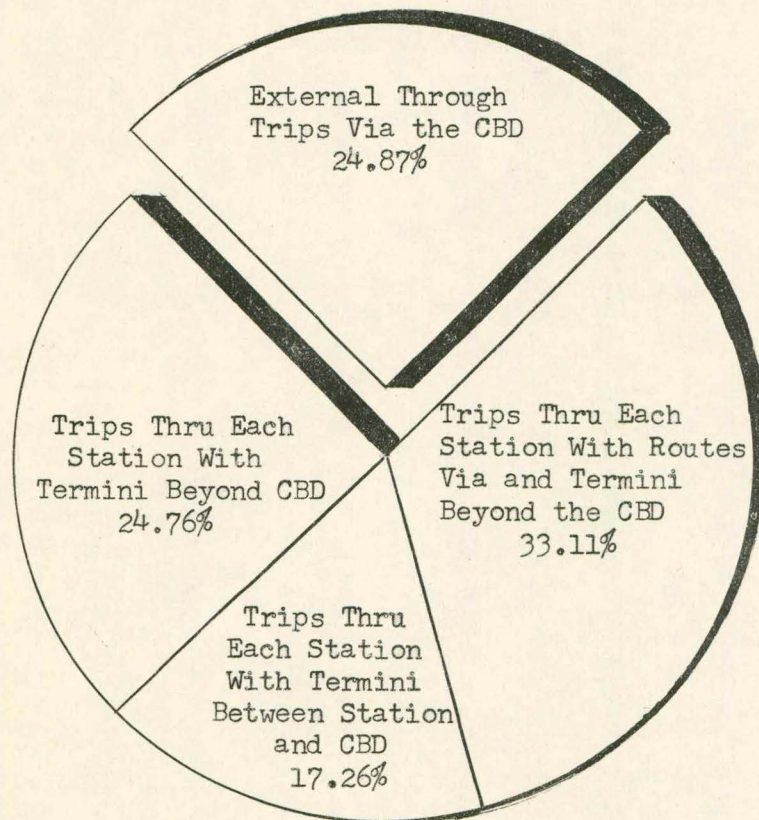 External Through
Trips Via the CBD
24.87%
Trips Thru Each
Station With
Termini Beyond CBD
24.76%
Trips Thru Each
Station With Routes
Via and Termini
Beyond the CBD
33.11%
Trips Thru
Each Station
With Termini
Between Station
and CBD
17.26%